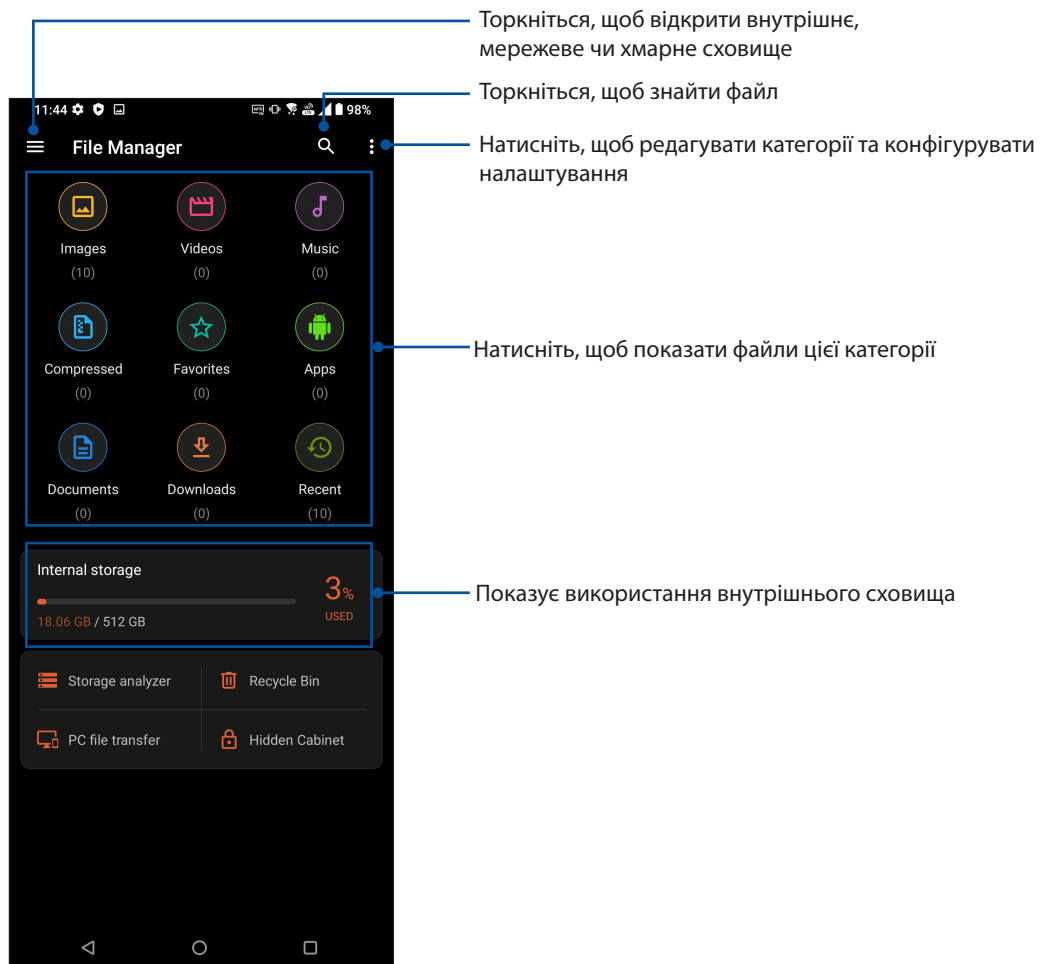 Торкніться, щоб відкрити внутрішнє,
мережеве чи хмарне сховище
Торкніться, щоб знайти файл
Натисніть, щоб редагувати категорії та конфігурувати
налаштування
Натисніть, щоб показати файли цієї категорії
Показує використання внутрішнього сховища
11:44 98%
File Manager
Images Videos Music
(10) (0) (0)
Compressed Favorites Apps
(0) (0) (0)
Documents Downloads Recent
(0) (0) (10)
Internal storage
3%
USED
18.06 GB / 512 GB
Storage analyzer Recycle Bin
PC file transfer Hidden Cabinet